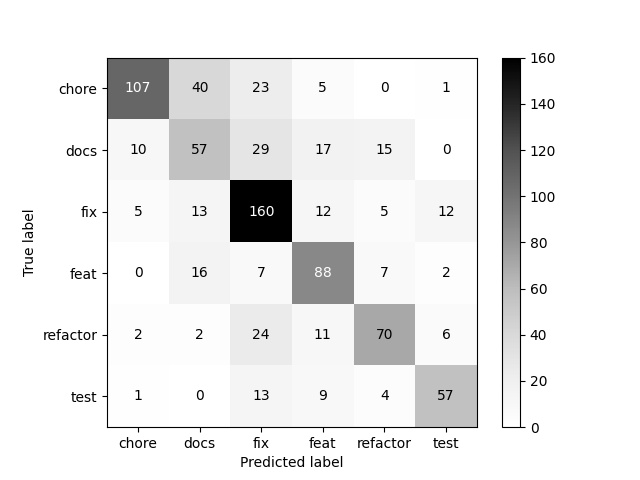 160
chore 107 40 23 5 0 1
140
docs 10 57 29 17 15 0
120
100
fix 5 13 160 12 5 12
80
feat 0 16 7 88 7 2
60
40
refactor 2 2 24 11 70 6
20
test 1 0 13 9 4 57
0
chore docs fix feat refactor test
Predicted label
True label